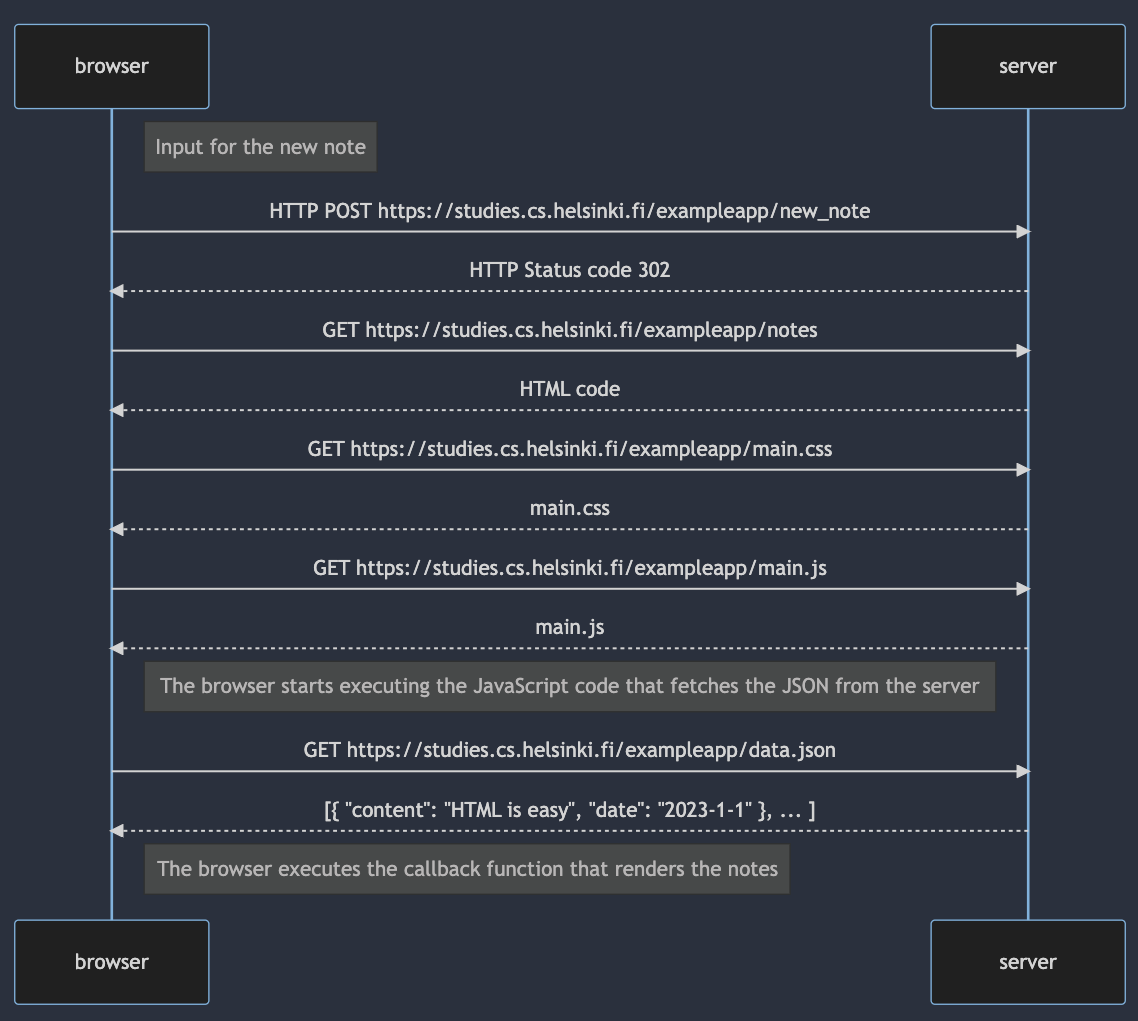 browser
server
Input for the new note
HTTP POST https://studies.cs.helsinki.fi/exampleapp/new_note
HTTP Status code 302
GET https://studies.cs.helsinki.fi/exampleapp/notes
HTML code
GET https://studies.cs.helsinki.fi/exampleapp/main.css
main.css
GET https://studies.cs.helsinki.fi/exampleapp/main.js
main.js
The browser starts executing the JavaScript code that fetches the JSON from the server
GET https://studies.cs.helsinki.fi/exampleapp/data.json
[{ "content": "HTML is easy", "date": "2023-1-1" }, ... ]
The browser executes the callback function that renders the notes
browser
server